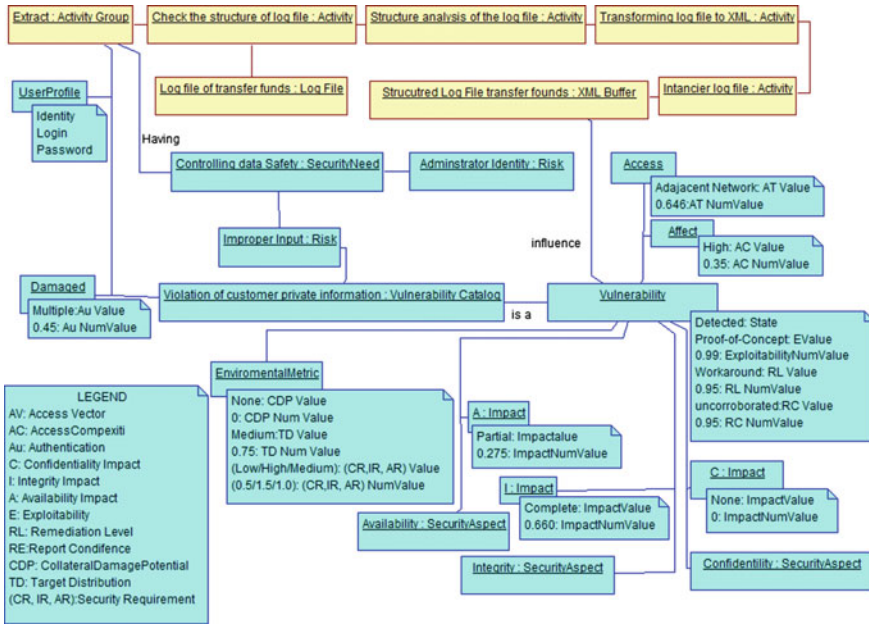 Extract : Activity Group
Check the structure of log file : Activity
Structure analysis of the log file : Activity
Transforming log file to XML : Activity
UserProfile
Identity
Login
Password
Log file of transfer funds : Log File
Strucutred Log File transfer founds : XML Buffer
Intancier log file : Activity
Having
Controlling data Safety : SecurityNeed
Adminstrator Identity : Risk
Access
Adajacent Network: AT Value
0.646:AT NumValue
Improper Input : Risk
influence
Affect
High: AC Value
0.35: AC NumValue
Damaged
Multiple:Au Value
0.45: Au NumValue
Violation of customer private information : Vulnerability Catalog
is a
Vulnerability
Detected: State
Proof-of-Concept: EValue
0.99: ExploitabilityNumValue
Workaround: RL Value
0.95: RL NumValue
uncorroborated:RC Value
0.95: RC NumValue
EnviromentalMetric
None: CDP Value
0: CDP Num Value
Medium:TD Value
0.75: TD Num Value
(Low/High/Medium): (CR,IR, AR) Value
(0.5/1.5/1.0): (CR,IR, AR) NumValue
A : Impact
Partial: Impactalue
0.275: ImpactNumValue
I : Impact
Complete: ImpactValue
0.660: ImpactNumValue
C : Impact
None: ImpactValue
0: ImpactNumValue
Availability : SecurityAspect
Integrity : SecurityAspect
Confidentility : SecurityAspect
LEGEND
AV: Access Vector
AC: AccessCompexiti
Au: Authentication
C: Confidentiality Impact
I: Integrity Impact
A: Availability Impact
E: Exploitability
RL: Remediation Level
RE:Report Condifence
CDP: CollateralDamagePotential
TD: Target Distribution
(CR, IR, AR):Security Requirement